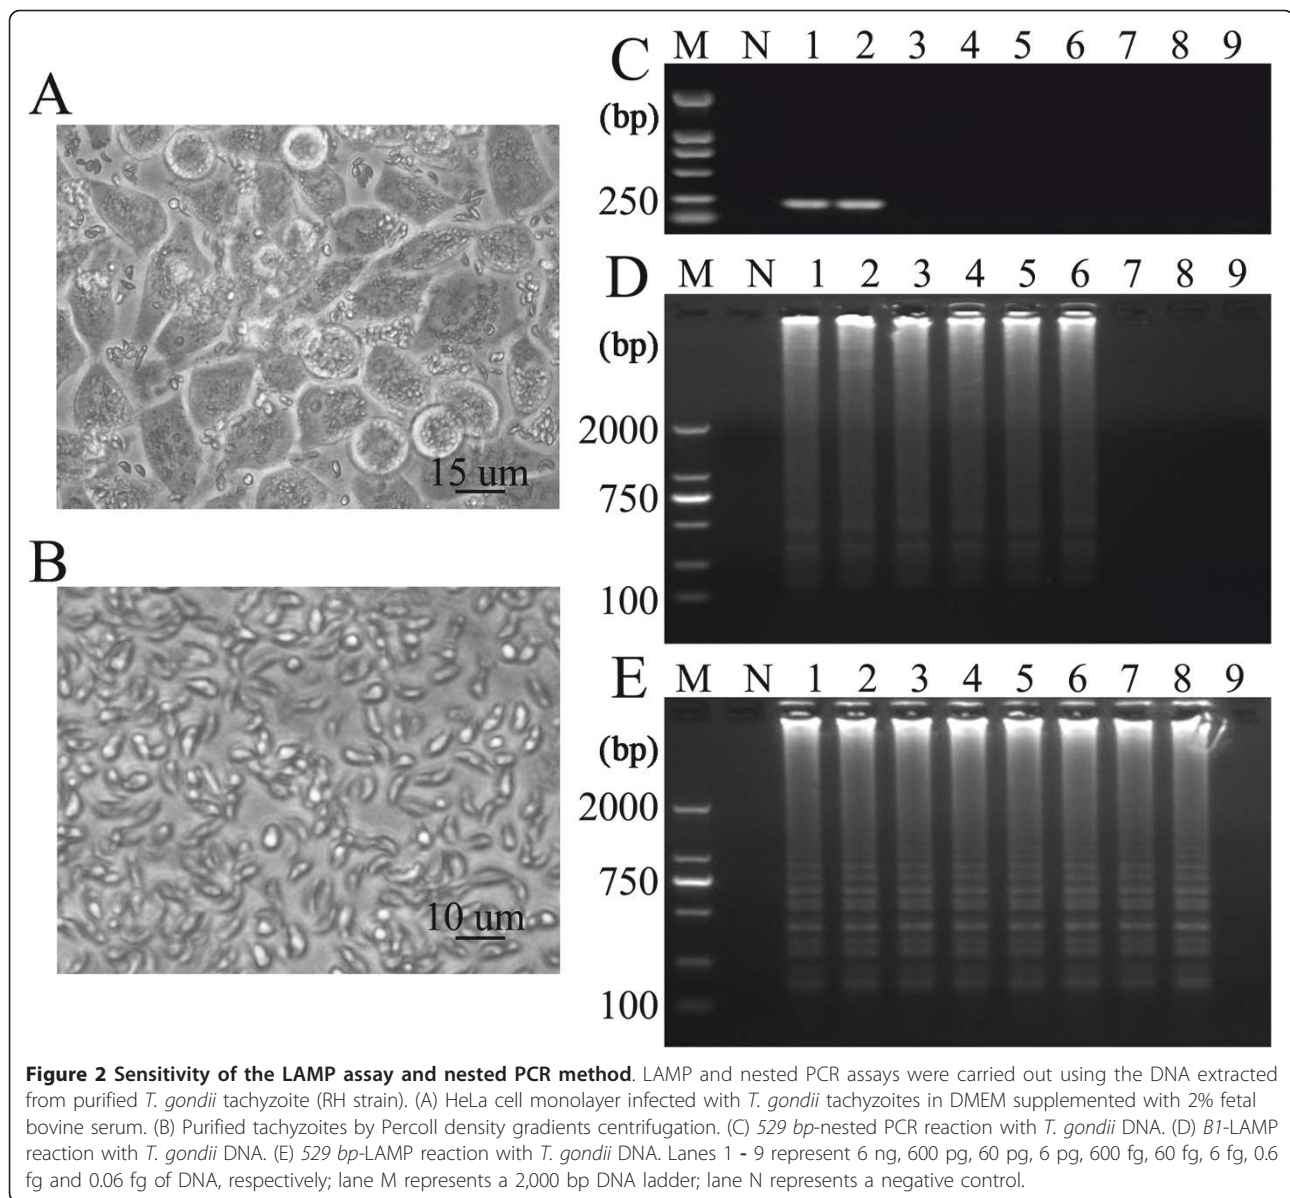 A
15 um
B
10 um
C
M N 1 2 3 4 5 6 7 8 9
(bp)
250
D
M N 1 2 3 4 5 6 7 8 9
(bp)
2000
750
100
E
M N 1 2 3 4 5 6 7 8 9
(bp)
2000
750
100
Figure 2 Sensitivity of the LAMP assay and nested PCR method. LAMP and nested PCR assays were carried out using the DNA extracted
from purified T. gondii tachyzoite (RH strain). (A) HeLa cell monolayer infected with T. gondii tachyzoites in DMEM supplemented with 2% fetal
bovine serum. (B) Purified tachyzoites by Percoll density gradients centrifugation. (C) 529 bp-nested PCR reaction with T. gondii DNA. (D) B1-LAMP
reaction with T. gondii DNA. (E) 529 bp-LAMP reaction with T. gondii DNA. Lanes 1 - 9 represent 6 ng, 600 pg, 60 pg, 6 pg, 600 fg, 60 fg, 6 fg, 0.6
fg and 0.06 fg of DNA, respectively; lane M represents a 2,000 bp DNA ladder; lane N represents a negative control.